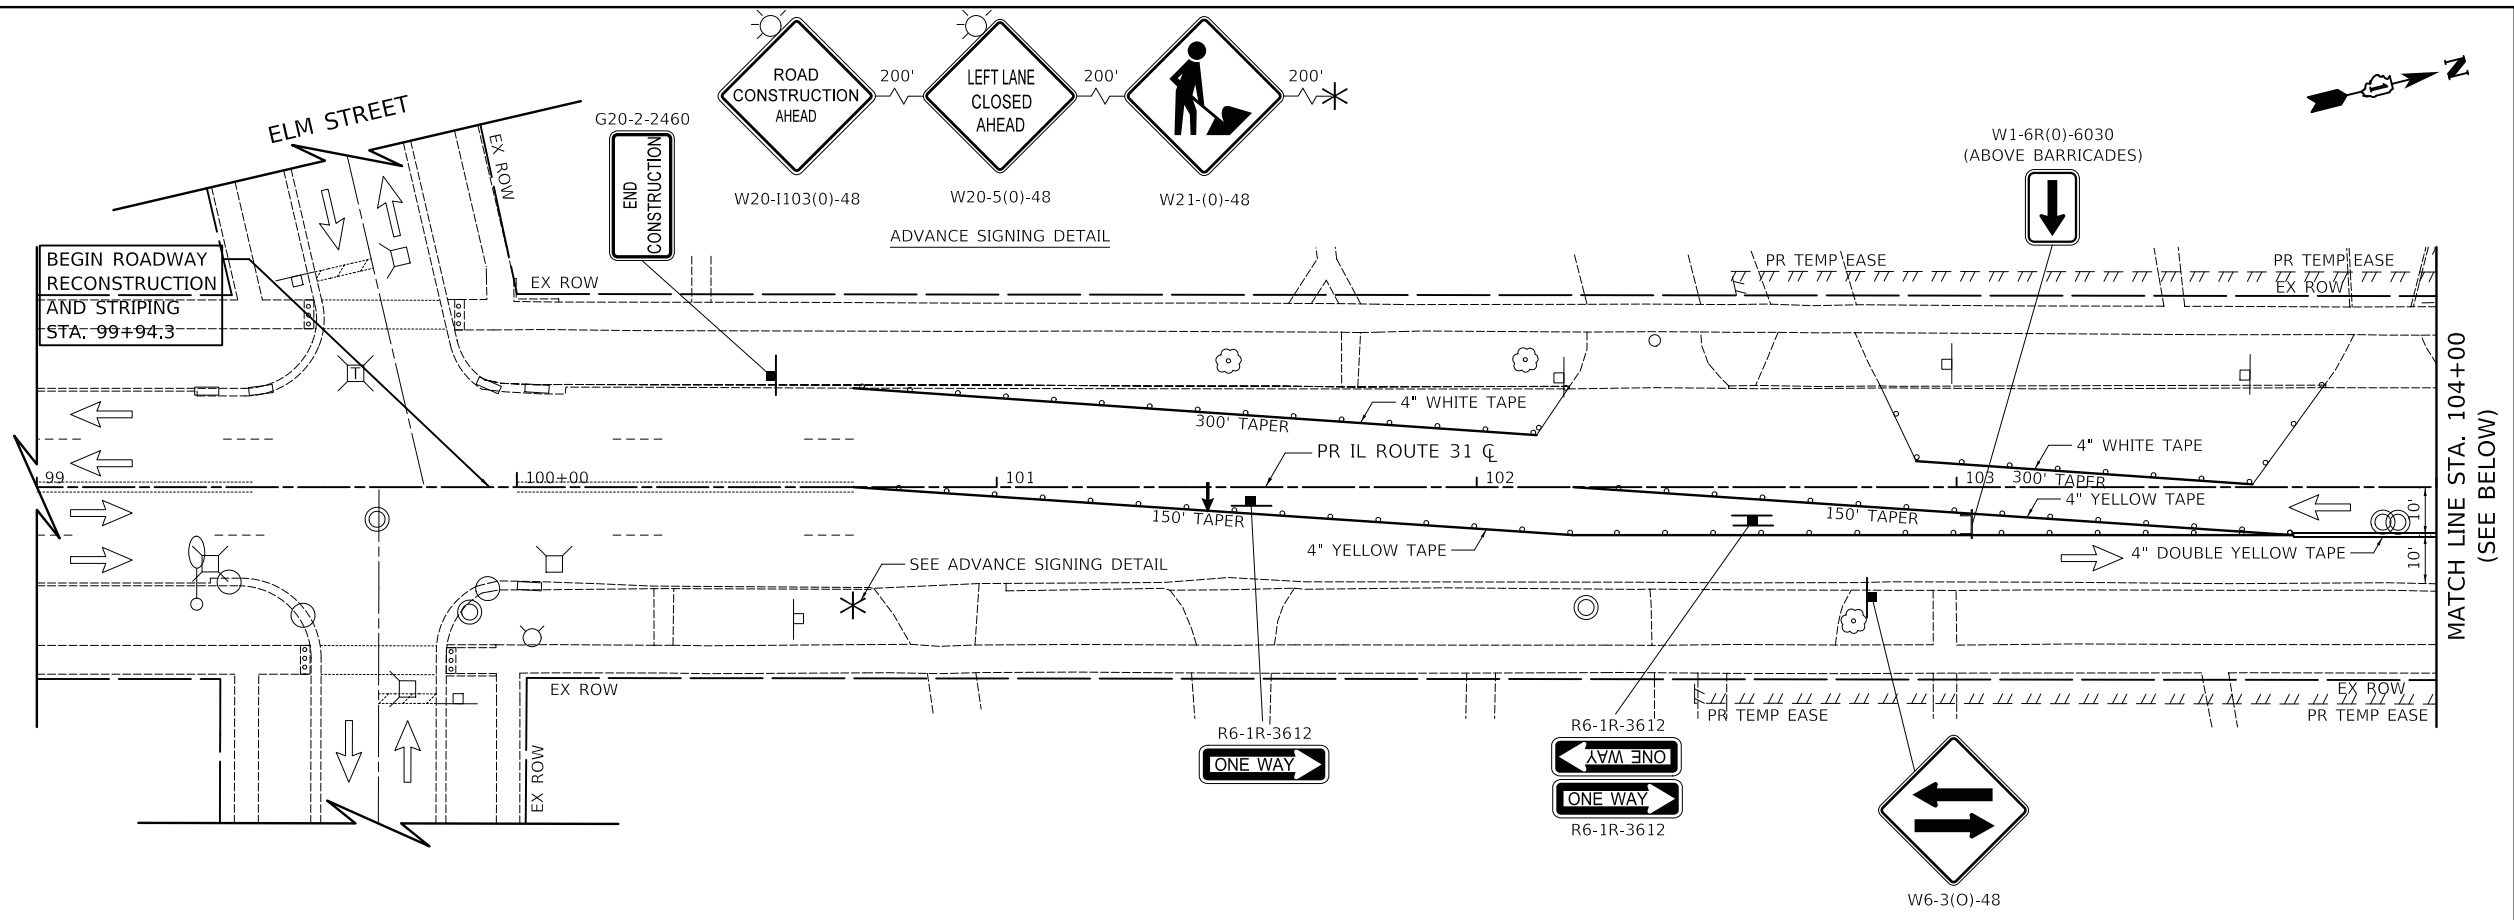 ROAD
CONSTRUCTION
AHEAD
200'
LEFT LANE
CLOSED
AHEAD
200'
200'
N
W20-I103(0)-48
W20-5(0)-48
W21-(0)-48
ADVANCE SIGNING DETAIL
ELM STREET
G20-2-2460
END
CONSTRUCTION
W1-6R(0)-6030
(ABOVE BARRICADES)
EX ROW
BEGIN ROADWAY
RECONSTRUCTION
AND STRIPING
STA. 99+94.3
EX ROW
PR TEMP EASE
PR TEMP EASE
EX ROW
T
4" WHITE TAPE
300' TAPER
PR IL ROUTE 31 ℄
4" WHITE TAPE
99
100+00
101
102
103
300' TAPER
150' TAPER
4" YELLOW TAPE
150' TAPER
4" YELLOW TAPE
10'
10'
4" DOUBLE YELLOW TAPE
SEE ADVANCE SIGNING DETAIL
MATCH LINE STA. 104+00
(SEE BELOW)
EX ROW
EX ROW
EX ROW
PR TEMP EASE
PR TEMP EASE
R6-1R-3612
ONE WAY
R6-1R-3612
ONE WAY
ONE WAY
R6-1R-3612
W6-3(O)-48